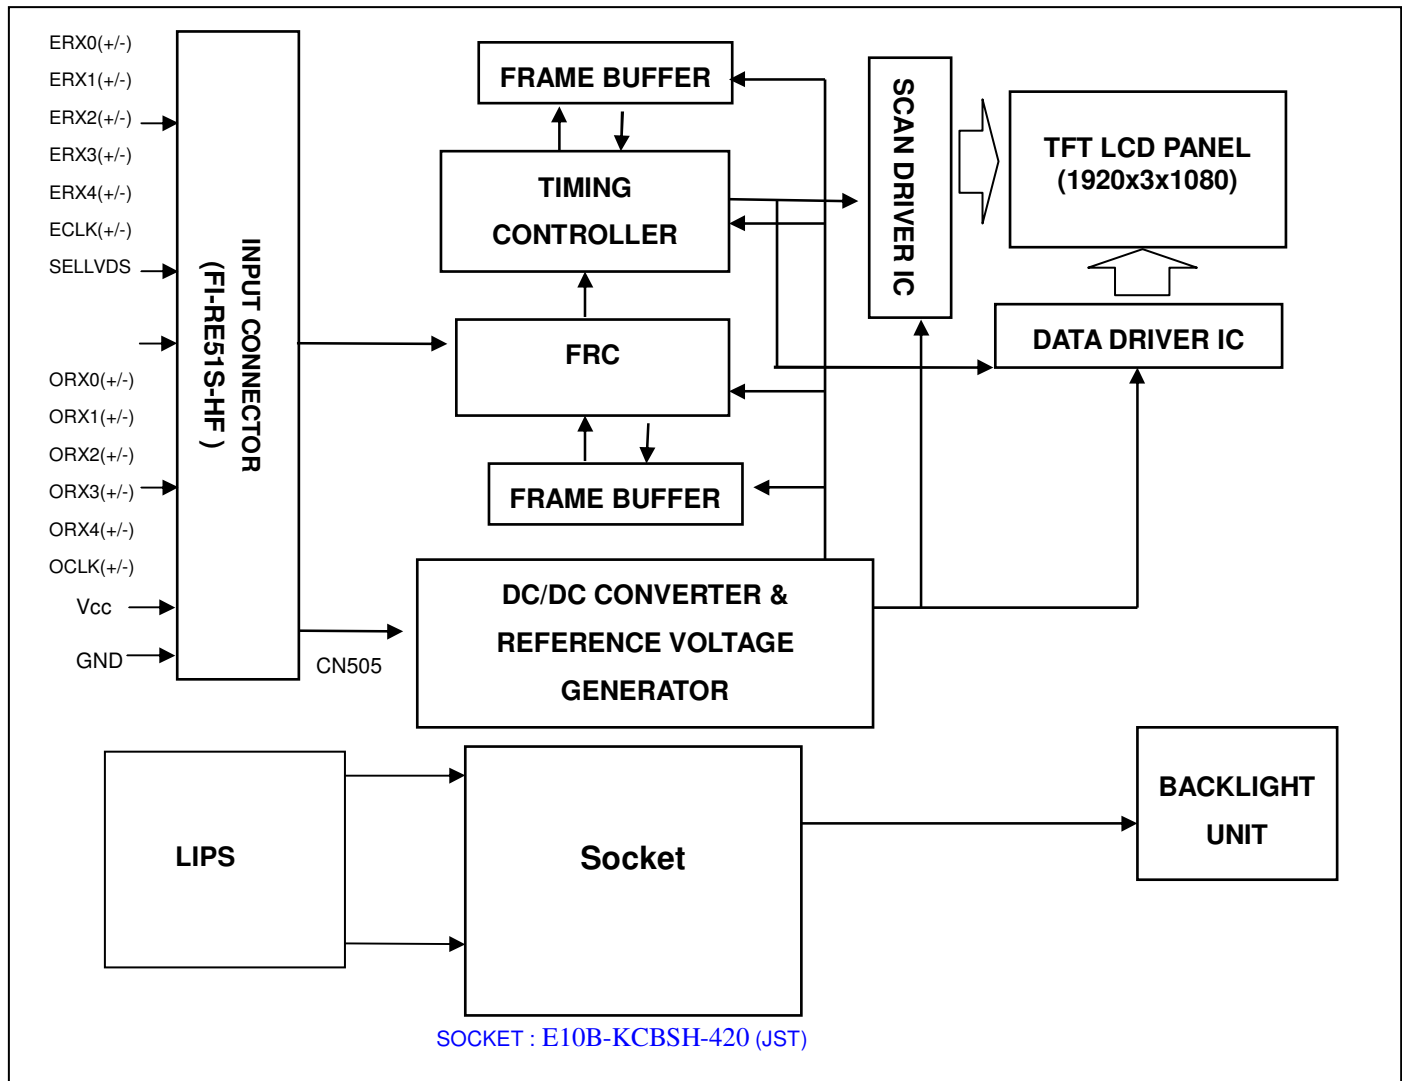 ERX0(+/-)
ERX1(+/-)
ERX2(+/-)
ERX3(+/-)
ERX4(+/-)
ECLK(+/-)
SELLVDS
ORX0(+/-)
ORX1(+/-)
ORX2(+/-)
ORX3(+/-)
ORX4(+/-)
OCLK(+/-)
Vcc
GND
INPUT CONNECTOR
(FI-RE51S-HF )
CN505
FRAME BUFFER
TIMING
CONTROLLER
FRC
FRAME BUFFER
DC/DC CONVERTER &
REFERENCE VOLTAGE
GENERATOR
SCAN DRIVER IC
TFT LCD PANEL
(1920x3x1080)
DATA DRIVER IC
LIPS
Socket
BACKLIGHT
UNIT
SOCKET : E10B-KCBSH-420 (JST)